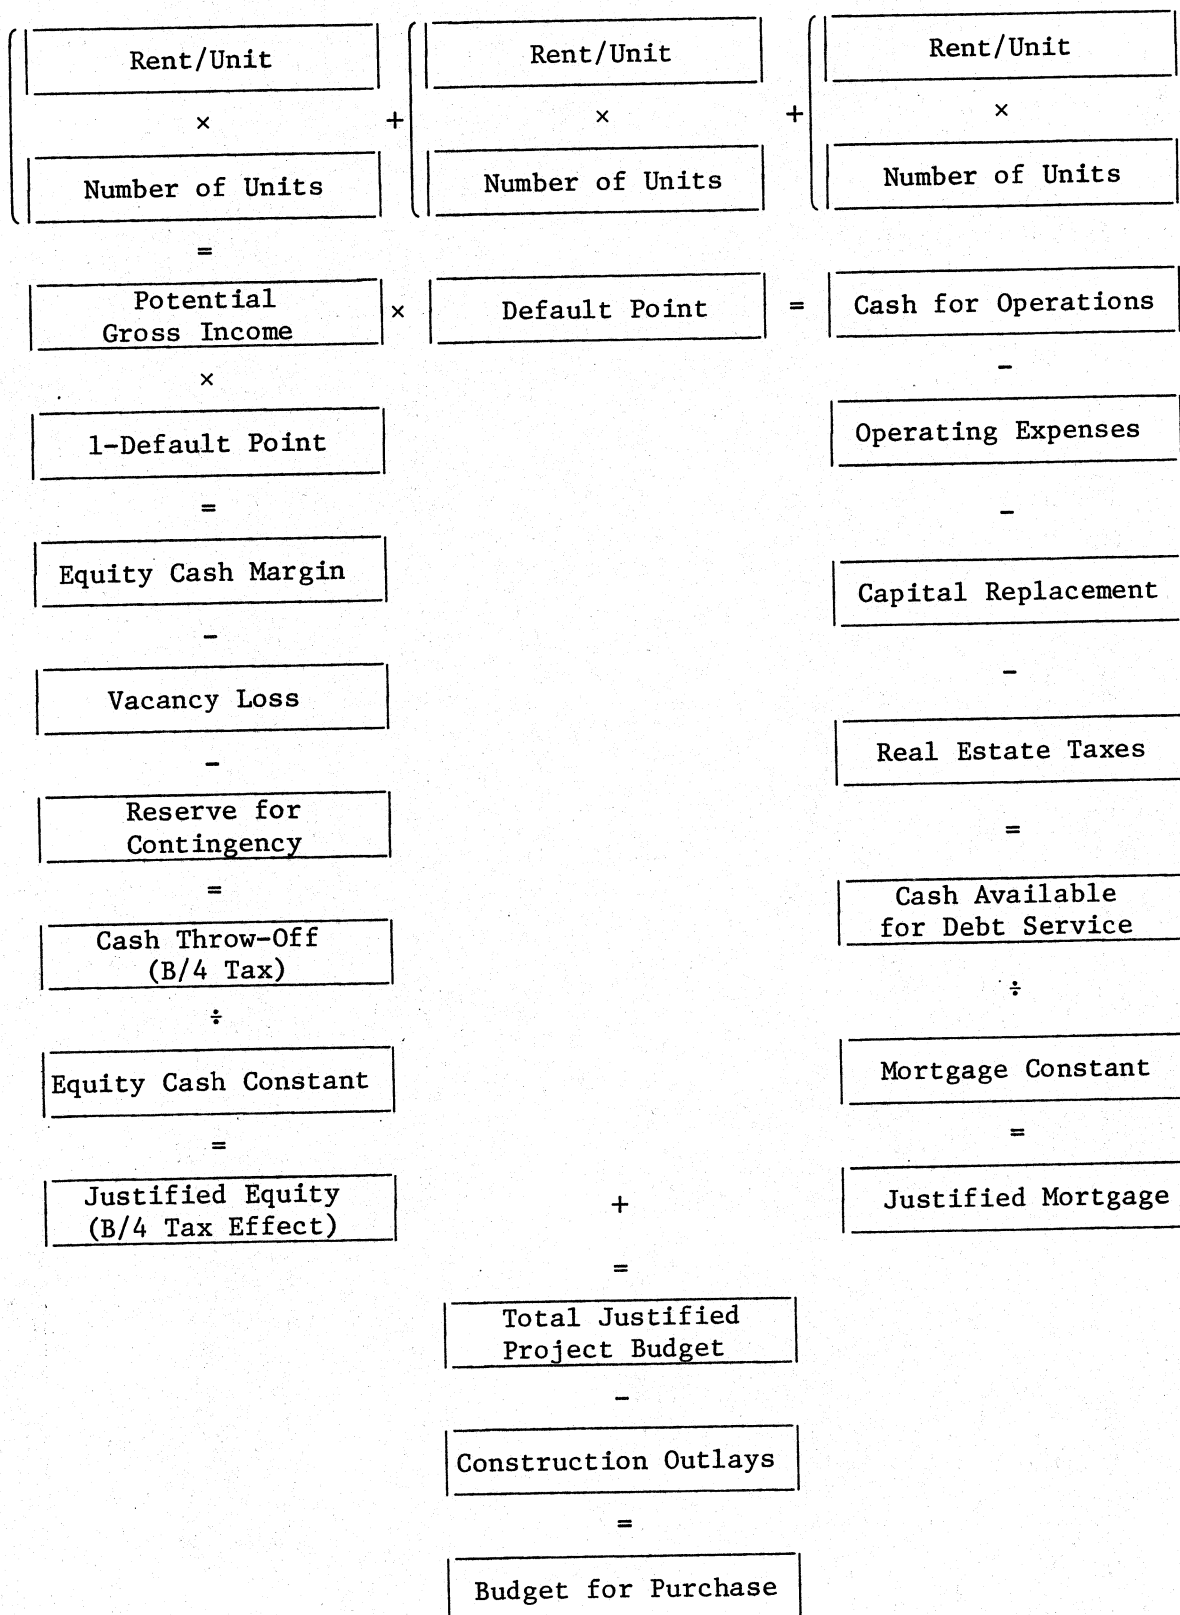 Rent/Unit
×
Number of Units
+
Rent/Unit
×
Number of Units
+
Rent/Unit
×
Number of Units
=
Potential
Gross Income
×
Default Point
=
Cash for Operations
×
1-Default Point
=
Equity Cash Margin
-
Vacancy Loss
-
Reserve for
Contingency
=
Cash Throw-Off
(B/4 Tax)
÷
Equity Cash Constant
=
Justified Equity
(B/4 Tax Effect)
-
Operating Expenses
-
Capital Replacement
-
Real Estate Taxes
=
Cash Available
for Debt Service
÷
Mortgage Constant
=
Justified Mortgage
+
=
Total Justified
Project Budget
-
Construction Outlays
=
Budget for Purchase